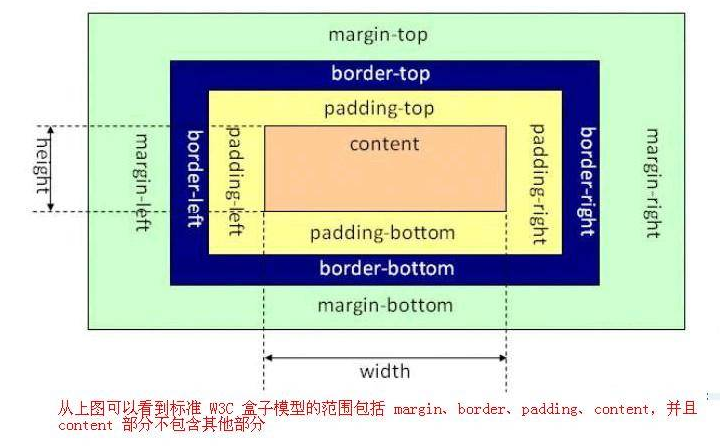 margin-top
border-top
padding-top
content
height
margin-left
border-left
padding-left
padding-right
border-right
margin-right
padding-bottom
border-bottom
margin-bottom
width
从上图可以看到标准 W3C 盒子模型的范围包括 margin、border、padding、content, 并且
content 部分不包含其他部分